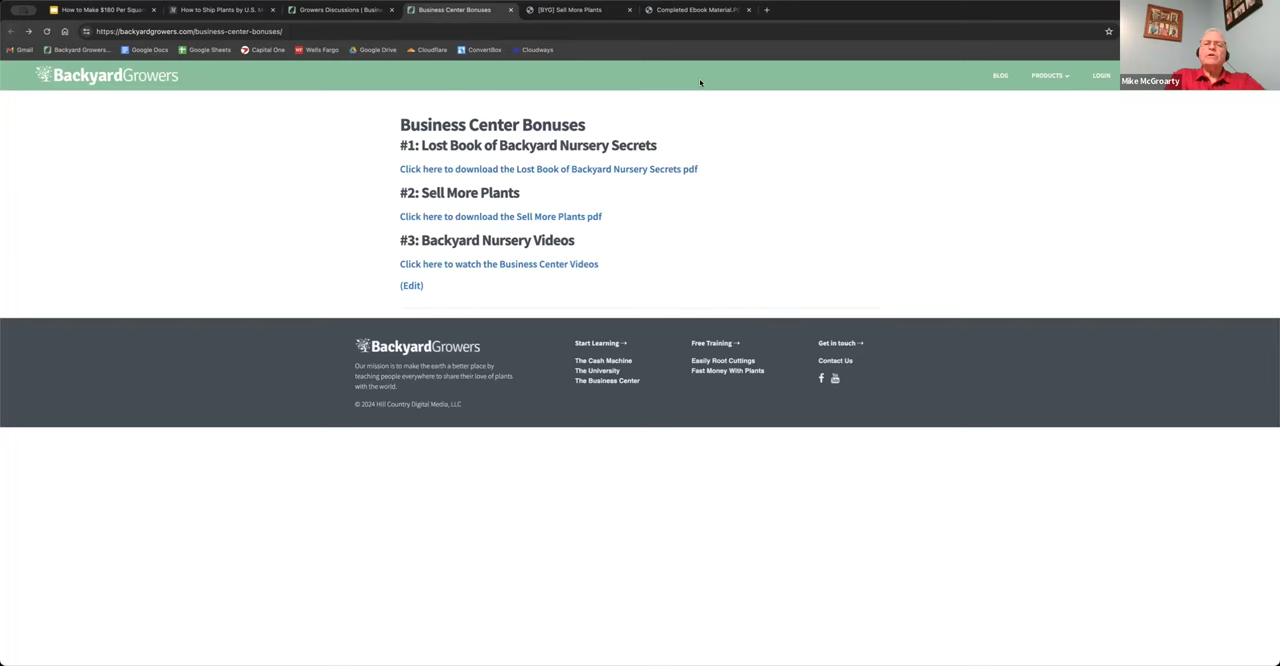 How to Make $180 Per Squar
How to Ship Plants by U.S. M
Growers Discussions | Busin
Business Center Bonuses
[BYG] Sell More Plants
Completed Ebook Material.P
https://backyardgrowers.com/business-center-bonuses/
Gmail
Backyard Growers...
Google Docs
Google Sheets
Capital One
Wells Fargo
Google Drive
Cloudflare
ConvertBox
Cloudways
BackyardGrowers
BLOG
PRODUCTS
LOGIN
Mike McGroarty
Business Center Bonuses
#1: Lost Book of Backyard Nursery Secrets
Click here to download the Lost Book of Backyard Nursery Secrets pdf
#2: Sell More Plants
Click here to download the Sell More Plants pdf
#3: Backyard Nursery Videos
Click here to watch the Business Center Videos
(Edit)
BackyardGrowers
Our mission is to make the earth a better place by
teaching people everywhere to share their love of plants
with the world.
© 2024 Hill Country Digital Media, LLC
Start Learning→
The Cash Machine
The University
The Business Center
Free Training→
Easily Root Cuttings
Fast Money With Plants
Get in touch→
Contact Us